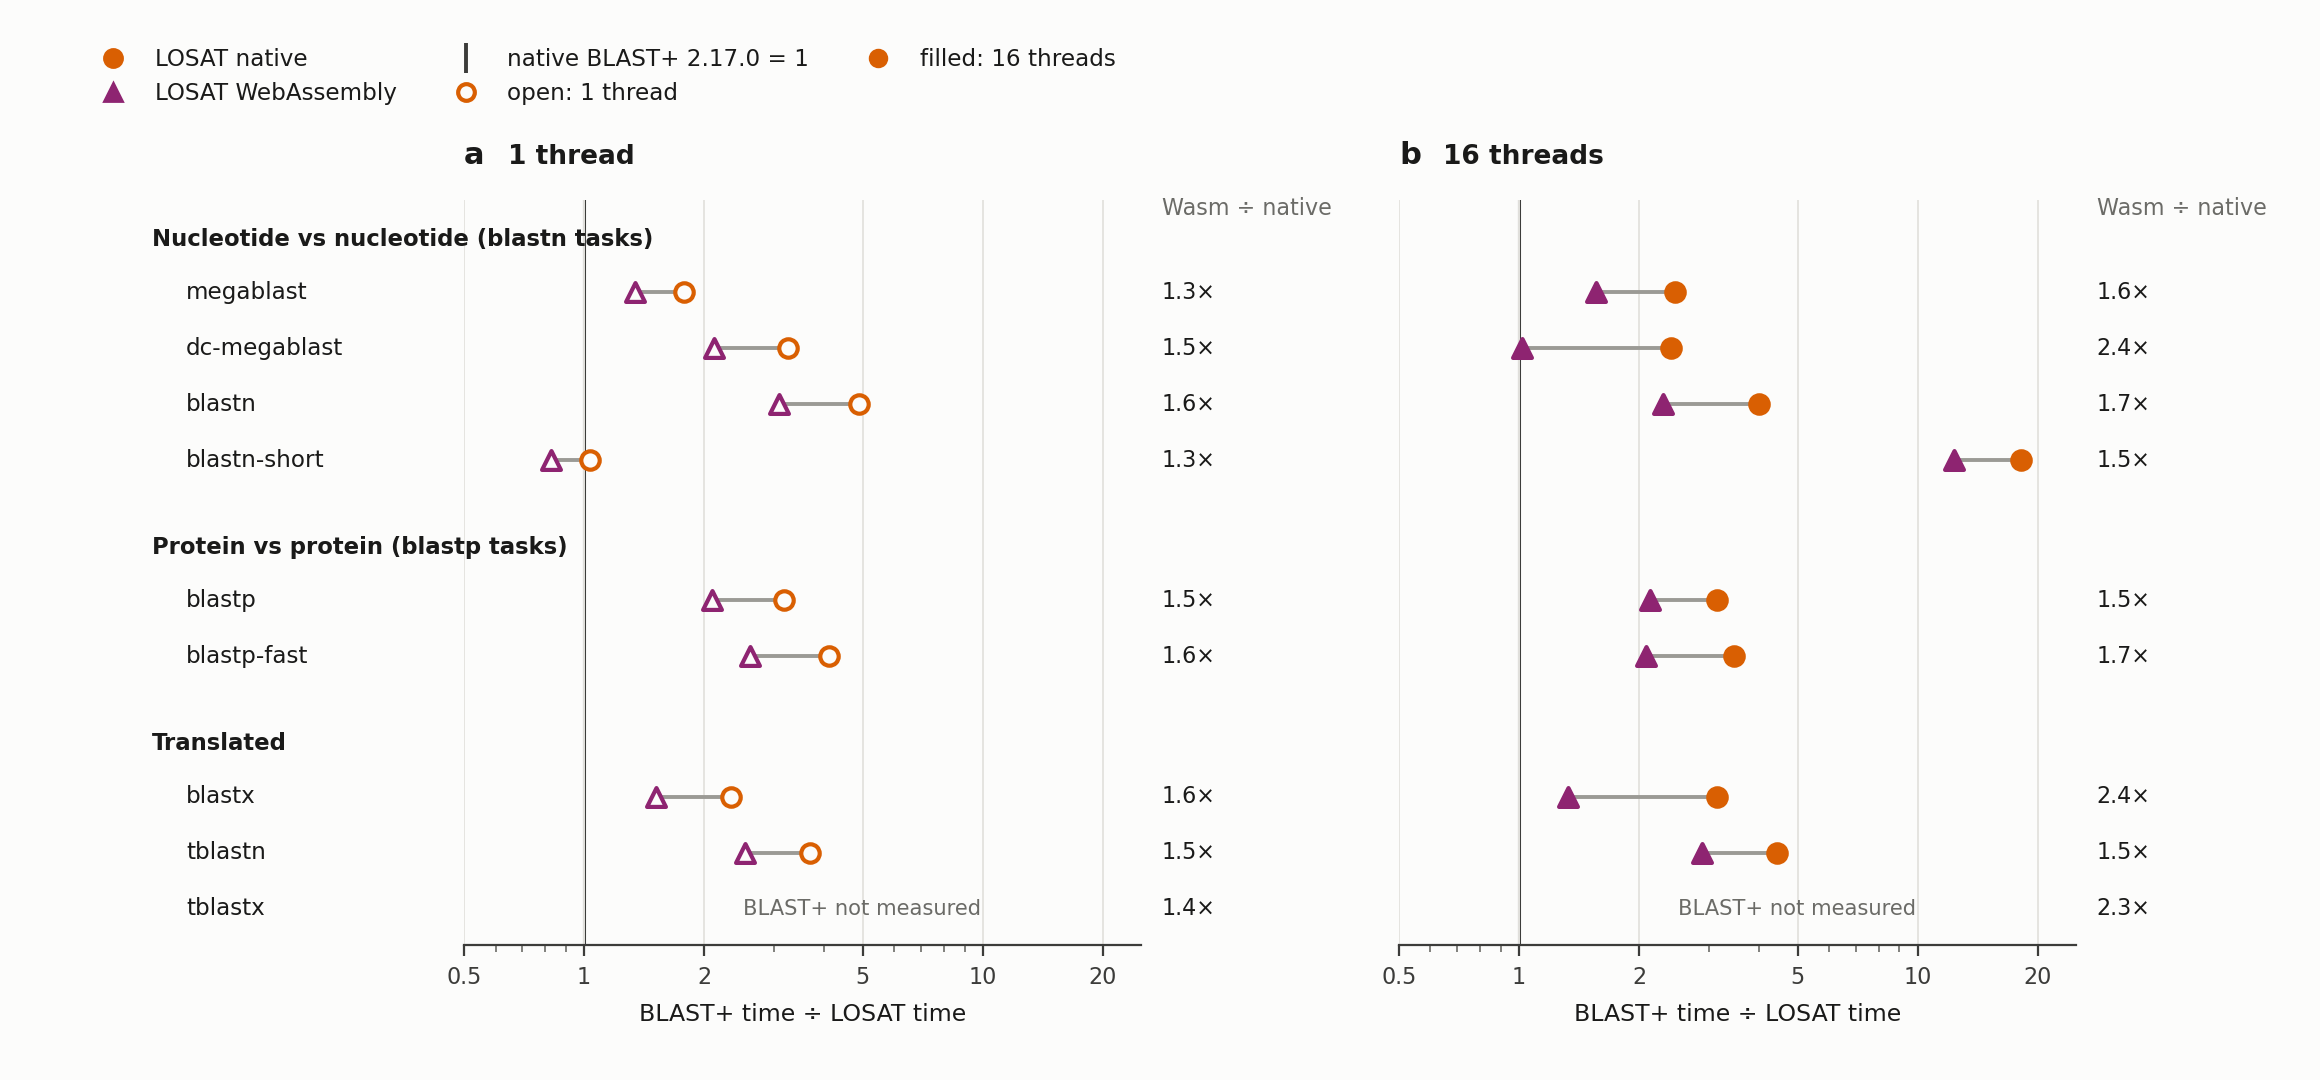 LOSAT native
LOSAT WebAssembly
native BLAST+ 2.17.0 = 1
open: 1 thread
filled: 16 threads
a 1 thread
Wasm ÷ native
Nucleotide vs nucleotide (blastn tasks)
megablast 1.3×
dc-megablast 1.5×
blastn 1.6×
blastn-short 1.3×
Protein vs protein (blastp tasks)
blastp 1.5×
blastp-fast 1.6×
Translated
blastx 1.6×
tblastn 1.5×
tblastx BLAST+ not measured 1.4×
0.5 1 2 5 10 20
BLAST+ time ÷ LOSAT time
b 16 threads
Wasm ÷ native
1.6×
2.4×
1.7×
1.5×
1.5×
1.7×
2.4×
1.5×
BLAST+ not measured 2.3×
0.5 1 2 5 10 20
BLAST+ time ÷ LOSAT time